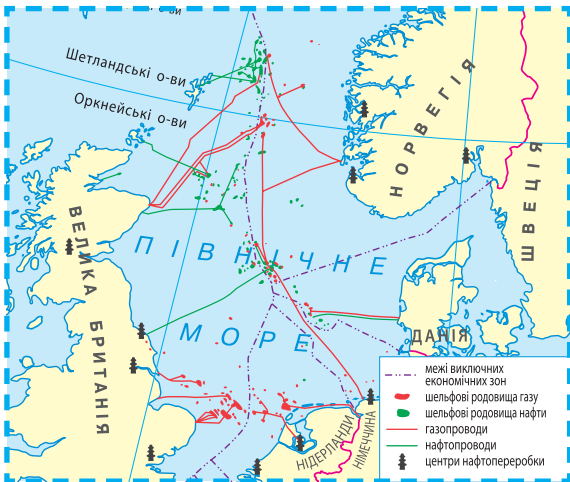 Шетландські о-ви
Оркнейські о-ви
НОРВЕГІЯ
ШВЕЦІЯ
ВЕЛИКА БРИТАНІЯ
ПІВНІЧНЕ
МОРЕ
ДАНІЯ
НІДЕРЛАНДИ
НІМЕЧЧИНА
межі виключних
економічних зон
шельфові родовища газу
шельфові родовища нафти
газопроводи
нафтопроводи
центри нафтопереробки